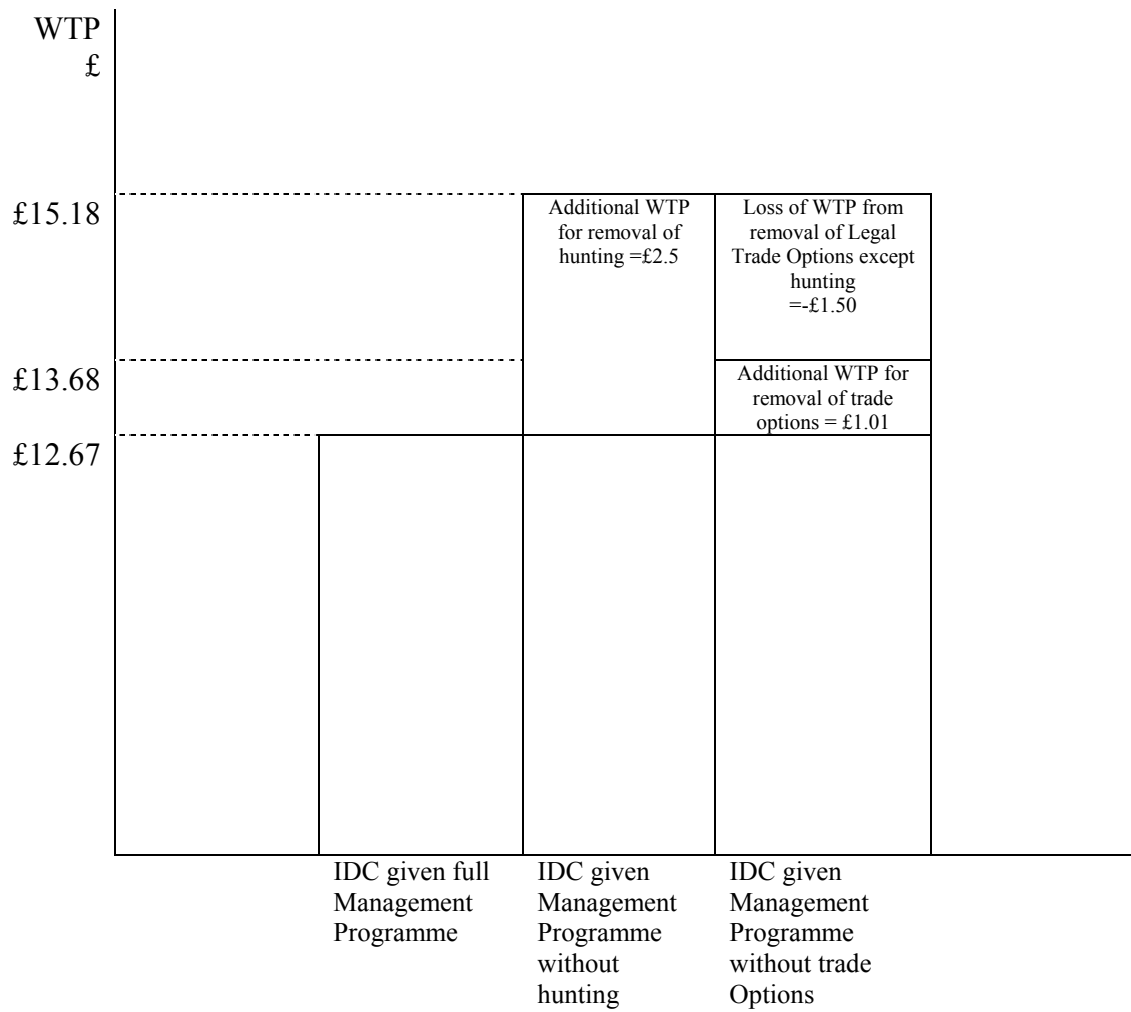 WTP
£
£15.18
Additional WTP
for removal of
hunting =£2.5
Loss of WTP from
removal of Legal
Trade Options except
hunting
=-£1.50
£13.68
Additional WTP for
removal of trade
options = £1.01
£12.67
IDC given full
Management
Programme
IDC given
Management
Programme
without
hunting
IDC given
Management
Programme
without trade
Options